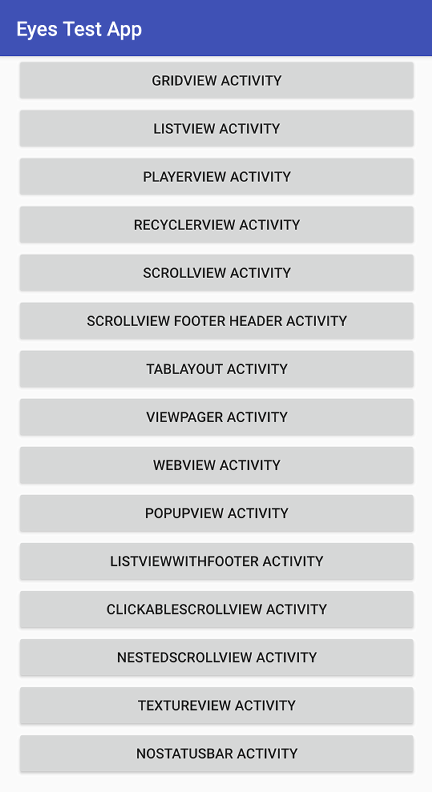 Eyes Test App
GRIDVIEW ACTIVITY
LISTVIEW ACTIVITY
PLAYERVIEW ACTIVITY
RECYCLERVIEW ACTIVITY
SCROLLVIEW ACTIVITY
SCROLLVIEW FOOTER HEADER ACTIVITY
TABLAYOUT ACTIVITY
VIEWPAGER ACTIVITY
WEBVIEW ACTIVITY
POPUPVIEW ACTIVITY
LISTVIEWWITHFOOTER ACTIVITY
CLICKABLESCROLLVIEW ACTIVITY
NESTEDSCROLLVIEW ACTIVITY
TEXTUREVIEW ACTIVITY
NOSTATUSBAR ACTIVITY